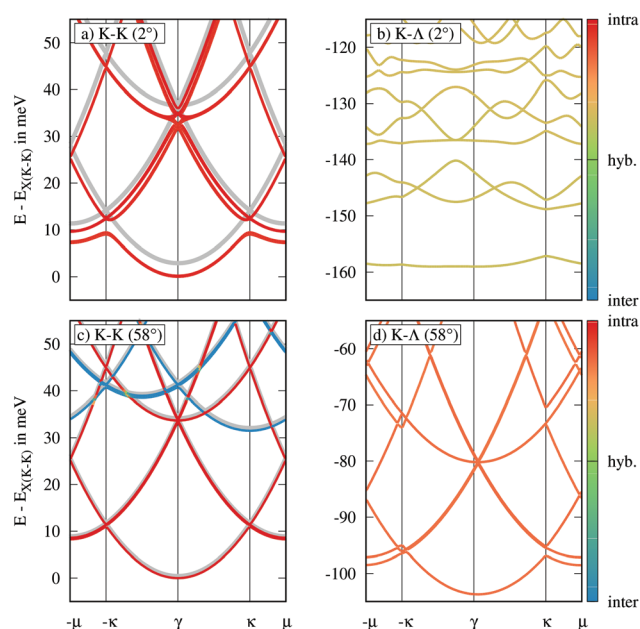 a) K-K (2°)
b) K-Λ (2°)
intra
50
40
30
20
10
0
E - E_X(K-K) in meV
-120
-130
-140
-150
-160
hyb.
inter
c) K-K (58°)
d) K-Λ (58°)
intra
50
40
30
20
10
0
E - E_X(K-K) in meV
-60
-70
-80
-90
-100
hyb.
inter
-μ -κ γ κ μ
-μ -κ γ κ μ